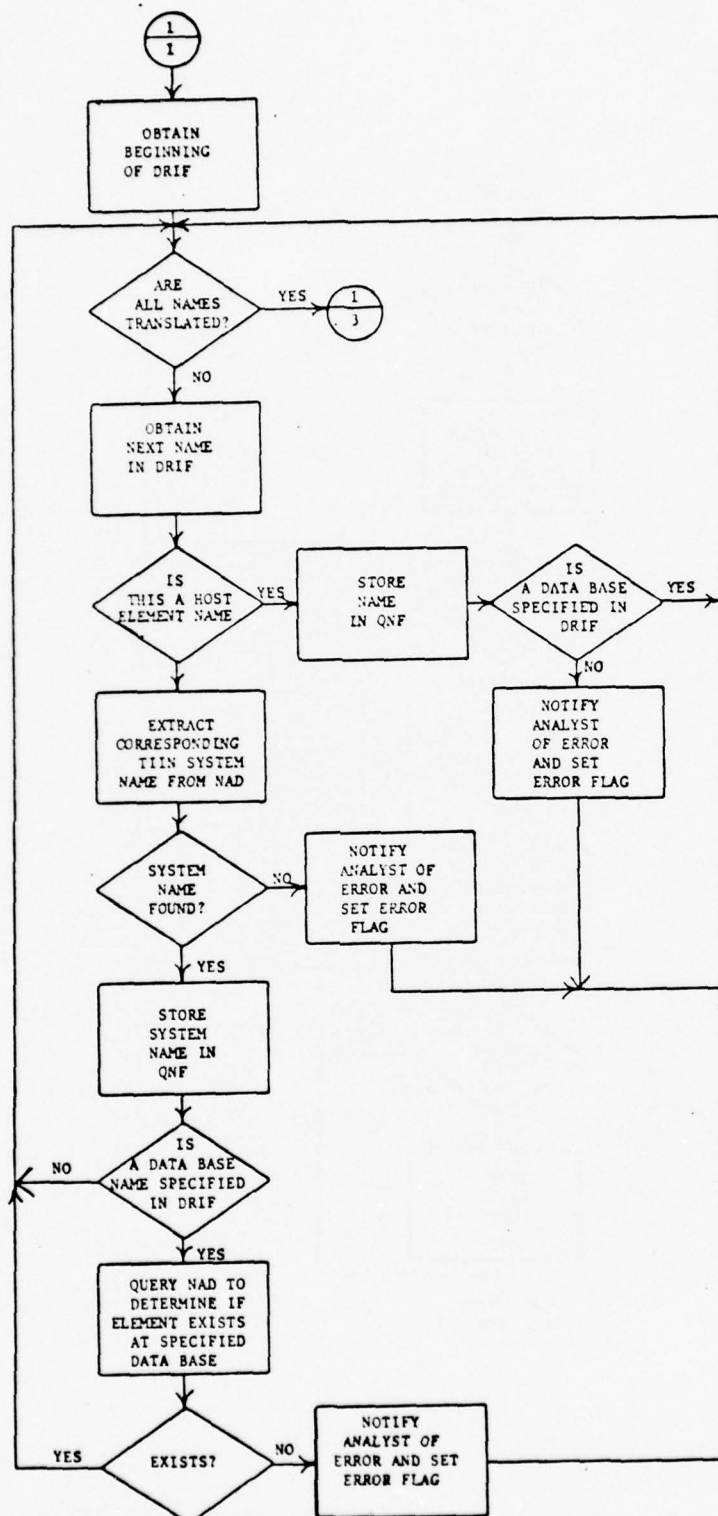 1
1
OBTAIN
BEGINNING
OF DRIF
ARE
ALL NAMES
TRANSLATED?
YES
1
3
NO
OBTAIN
NEXT NAME
IN DRIF
IS
THIS A HOST
ELEMENT NAME
YES
STORE
NAME
IN QNF
IS
A DATA BASE
SPECIFIED IN
DRIF
YES
NO
NOTIFY
ANALYST
OF ERROR
AND SET
ERROR FLAG
EXTRACT
CORRESPONDING
TIIN SYSTEM
NAME FROM NAD
SYSTEM
NAME
FOUND?
NO
NOTIFY
ANALYST OF
ERROR AND
SET ERROR
FLAG
YES
STORE
SYSTEM
NAME IN
QNF
IS
A DATA BASE
NAME SPECIFIED
IN DRIF
NO
YES
QUERY NAD TO
DETERMINE IF
ELEMENT EXISTS
AT SPECIFIED
DATA BASE
EXISTS?
YES
NO
NOTIFY
ANALYST OF
ERROR AND SET
ERROR FLAG